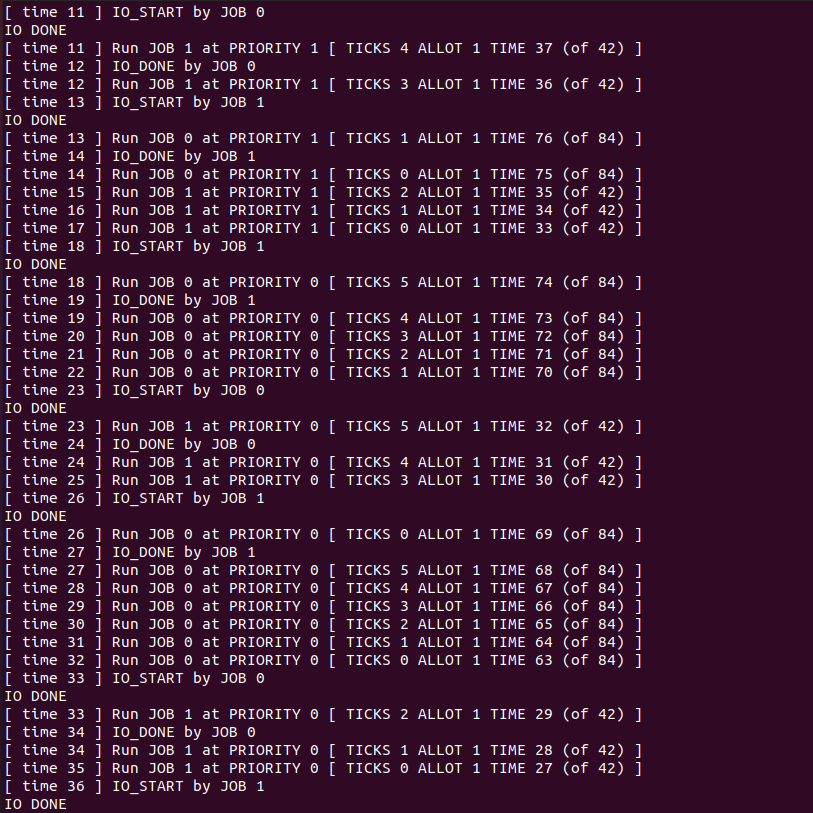 [ time 11 ] IO_START by JOB 0
IO DONE
[ time 11 ] Run JOB 1 at PRIORITY 1 [ TICKS 4 ALLOT 1 TIME 37 (of 42) ]
[ time 12 ] IO_DONE by JOB 0
[ time 12 ] Run JOB 1 at PRIORITY 1 [ TICKS 3 ALLOT 1 TIME 36 (of 42) ]
[ time 13 ] IO_START by JOB 1
IO DONE
[ time 13 ] Run JOB 0 at PRIORITY 1 [ TICKS 1 ALLOT 1 TIME 76 (of 84) ]
[ time 14 ] IO_DONE by JOB 1
[ time 14 ] Run JOB 0 at PRIORITY 1 [ TICKS 0 ALLOT 1 TIME 75 (of 84) ]
[ time 15 ] Run JOB 1 at PRIORITY 1 [ TICKS 2 ALLOT 1 TIME 35 (of 42) ]
[ time 16 ] Run JOB 1 at PRIORITY 1 [ TICKS 1 ALLOT 1 TIME 34 (of 42) ]
[ time 17 ] Run JOB 1 at PRIORITY 1 [ TICKS 0 ALLOT 1 TIME 33 (of 42) ]
[ time 18 ] IO_START by JOB 1
IO DONE
[ time 18 ] Run JOB 0 at PRIORITY 0 [ TICKS 5 ALLOT 1 TIME 74 (of 84) ]
[ time 19 ] IO_DONE by JOB 1
[ time 19 ] Run JOB 0 at PRIORITY 0 [ TICKS 4 ALLOT 1 TIME 73 (of 84) ]
[ time 20 ] Run JOB 0 at PRIORITY 0 [ TICKS 3 ALLOT 1 TIME 72 (of 84) ]
[ time 21 ] Run JOB 0 at PRIORITY 0 [ TICKS 2 ALLOT 1 TIME 71 (of 84) ]
[ time 22 ] Run JOB 0 at PRIORITY 0 [ TICKS 1 ALLOT 1 TIME 70 (of 84) ]
[ time 23 ] IO_START by JOB 0
IO DONE
[ time 23 ] Run JOB 1 at PRIORITY 0 [ TICKS 5 ALLOT 1 TIME 32 (of 42) ]
[ time 24 ] IO_DONE by JOB 0
[ time 24 ] Run JOB 1 at PRIORITY 0 [ TICKS 4 ALLOT 1 TIME 31 (of 42) ]
[ time 25 ] Run JOB 1 at PRIORITY 0 [ TICKS 3 ALLOT 1 TIME 30 (of 42) ]
[ time 26 ] IO_START by JOB 1
IO DONE
[ time 26 ] Run JOB 0 at PRIORITY 0 [ TICKS 0 ALLOT 1 TIME 69 (of 84) ]
[ time 27 ] IO_DONE by JOB 1
[ time 27 ] Run JOB 0 at PRIORITY 0 [ TICKS 5 ALLOT 1 TIME 68 (of 84) ]
[ time 28 ] Run JOB 0 at PRIORITY 0 [ TICKS 4 ALLOT 1 TIME 67 (of 84) ]
[ time 29 ] Run JOB 0 at PRIORITY 0 [ TICKS 3 ALLOT 1 TIME 66 (of 84) ]
[ time 30 ] Run JOB 0 at PRIORITY 0 [ TICKS 2 ALLOT 1 TIME 65 (of 84) ]
[ time 31 ] Run JOB 0 at PRIORITY 0 [ TICKS 1 ALLOT 1 TIME 64 (of 84) ]
[ time 32 ] Run JOB 0 at PRIORITY 0 [ TICKS 0 ALLOT 1 TIME 63 (of 84) ]
[ time 33 ] IO_START by JOB 0
IO DONE
[ time 33 ] Run JOB 1 at PRIORITY 0 [ TICKS 2 ALLOT 1 TIME 29 (of 42) ]
[ time 34 ] IO_DONE by JOB 0
[ time 34 ] Run JOB 1 at PRIORITY 0 [ TICKS 1 ALLOT 1 TIME 28 (of 42) ]
[ time 35 ] Run JOB 1 at PRIORITY 0 [ TICKS 0 ALLOT 1 TIME 27 (of 42) ]
[ time 36 ] IO_START by JOB 1
IO DONE